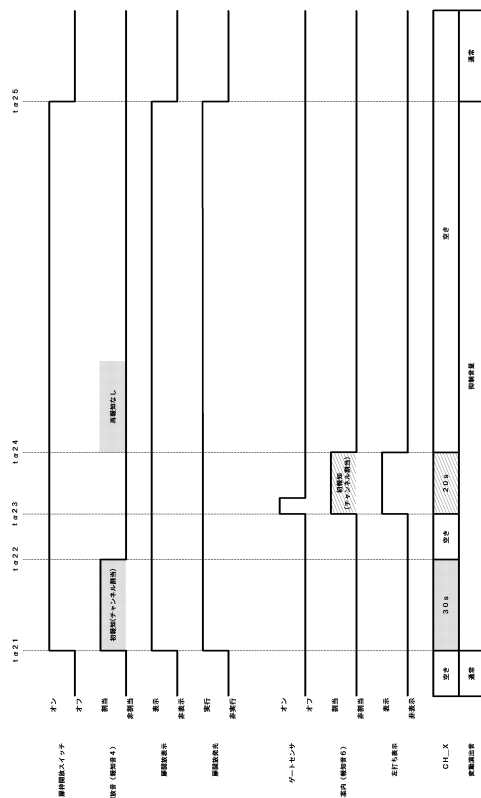 tα21
tα22
tα23
tα24
tα25
扉枠開放スイッチ
オン
オフ
放音(報知音4)
割当
非割当
初報知(チャンネル割当)
再報知なし
扉開放表示
表示
非表示
扉開放発光
実行
非実行
ゲートセンサ
オン
オフ
案内(報知音6)
割当
非割当
初報知
(チャンネル割当)
左打ち表示
表示
非表示
CH_X
空き
30s
空き
20s
空き
変動演出音
通常
抑制音量
通常